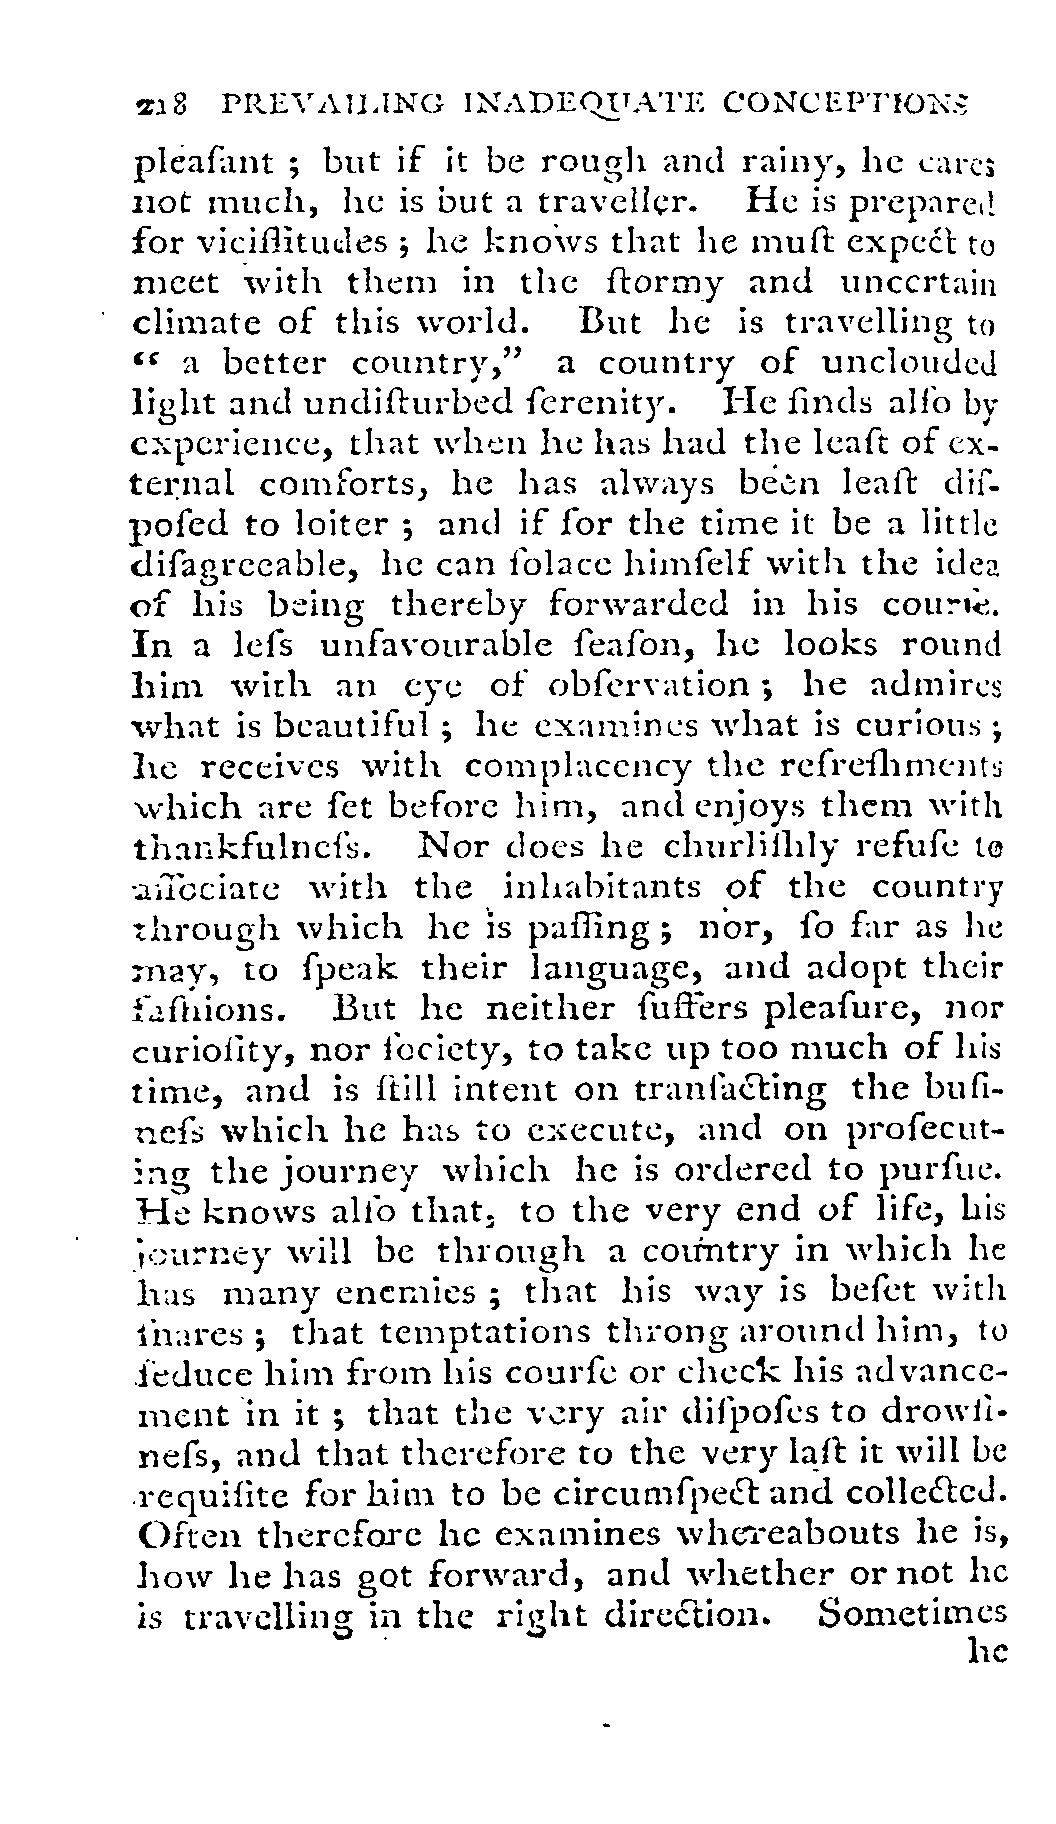 218 PREVAILING INADEQUATE CONCEPTIONS
pleaſant ; but if it be rough and rainy, he cares
not much, he is but a traveller. He is prepared
for viciſſitudes ; he knows that he muſt expect to
meet with them in the ſtormy and uncertain
climate of this world. But he is travelling to
“ a better country,” a country of unclouded
light and undiſturbed ſerenity. He finds alſo by
experience, that when he has had the leaſt of ex-
ternal comforts, he has always been leaſt diſ-
poſed to loiter ; and if for the time it be a little
diſagreeable, he can ſolace himſelf with the idea
of his being thereby forwarded in his courſe.
In a leſs unfavourable ſeaſon, he looks round
him with an eye of obſervation ; he admires
what is beautiful ; he examines what is curious ;
he receives with complacency the refreſhments
which are ſet before him, and enjoys them with
thankfulneſs. Nor does he churliſhly refuſe to
aſſociate with the inhabitants of the country
through which he is paſſing ; nor, ſo far as he
may, to ſpeak their language, and adopt their
faſhions. But he neither ſuffers pleaſure, nor
curioſity, nor ſociety, to take up too much of his
time, and is ſtill intent on tranſacting the buſi-
neſs which he has to execute, and on proſecut-
ing the journey which he is ordered to purſue.
He knows alſo that, to the very end of life, his
journey will be through a country in which he
has many enemies ; that his way is beſet with
ſnares ; that temptations throng around him, to
ſeduce him from his courſe or check his advance-
ment in it ; that the very air diſpoſes to drowſi-
neſs, and that therefore to the very laſt it will be
requiſite for him to be circumſpect and collected.
Often therefore he examines whereabouts he is,
how he has got forward, and whether or not he
is travelling in the right direction. Sometimes
he